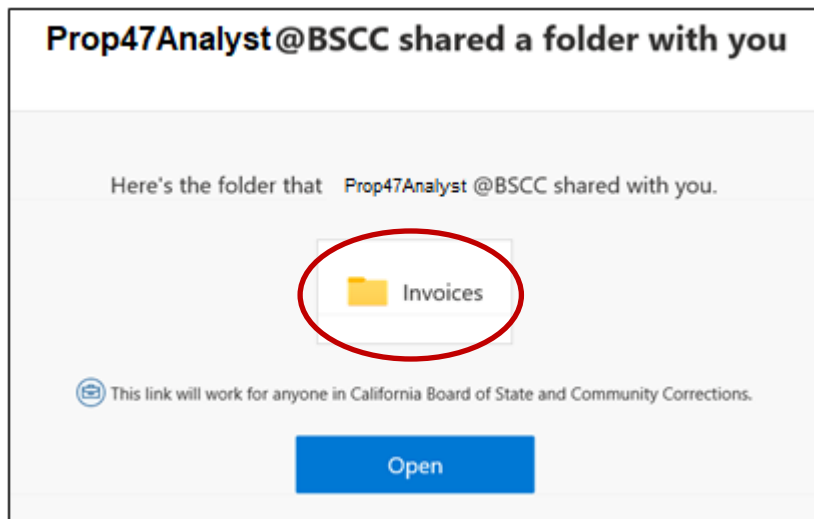 Prop47Analyst@BSCC shared a folder with you
Here's the folder that Prop47Analyst @BSCC shared with you.
Invoices
This link will work for anyone in California Board of State and Community Corrections.
Open